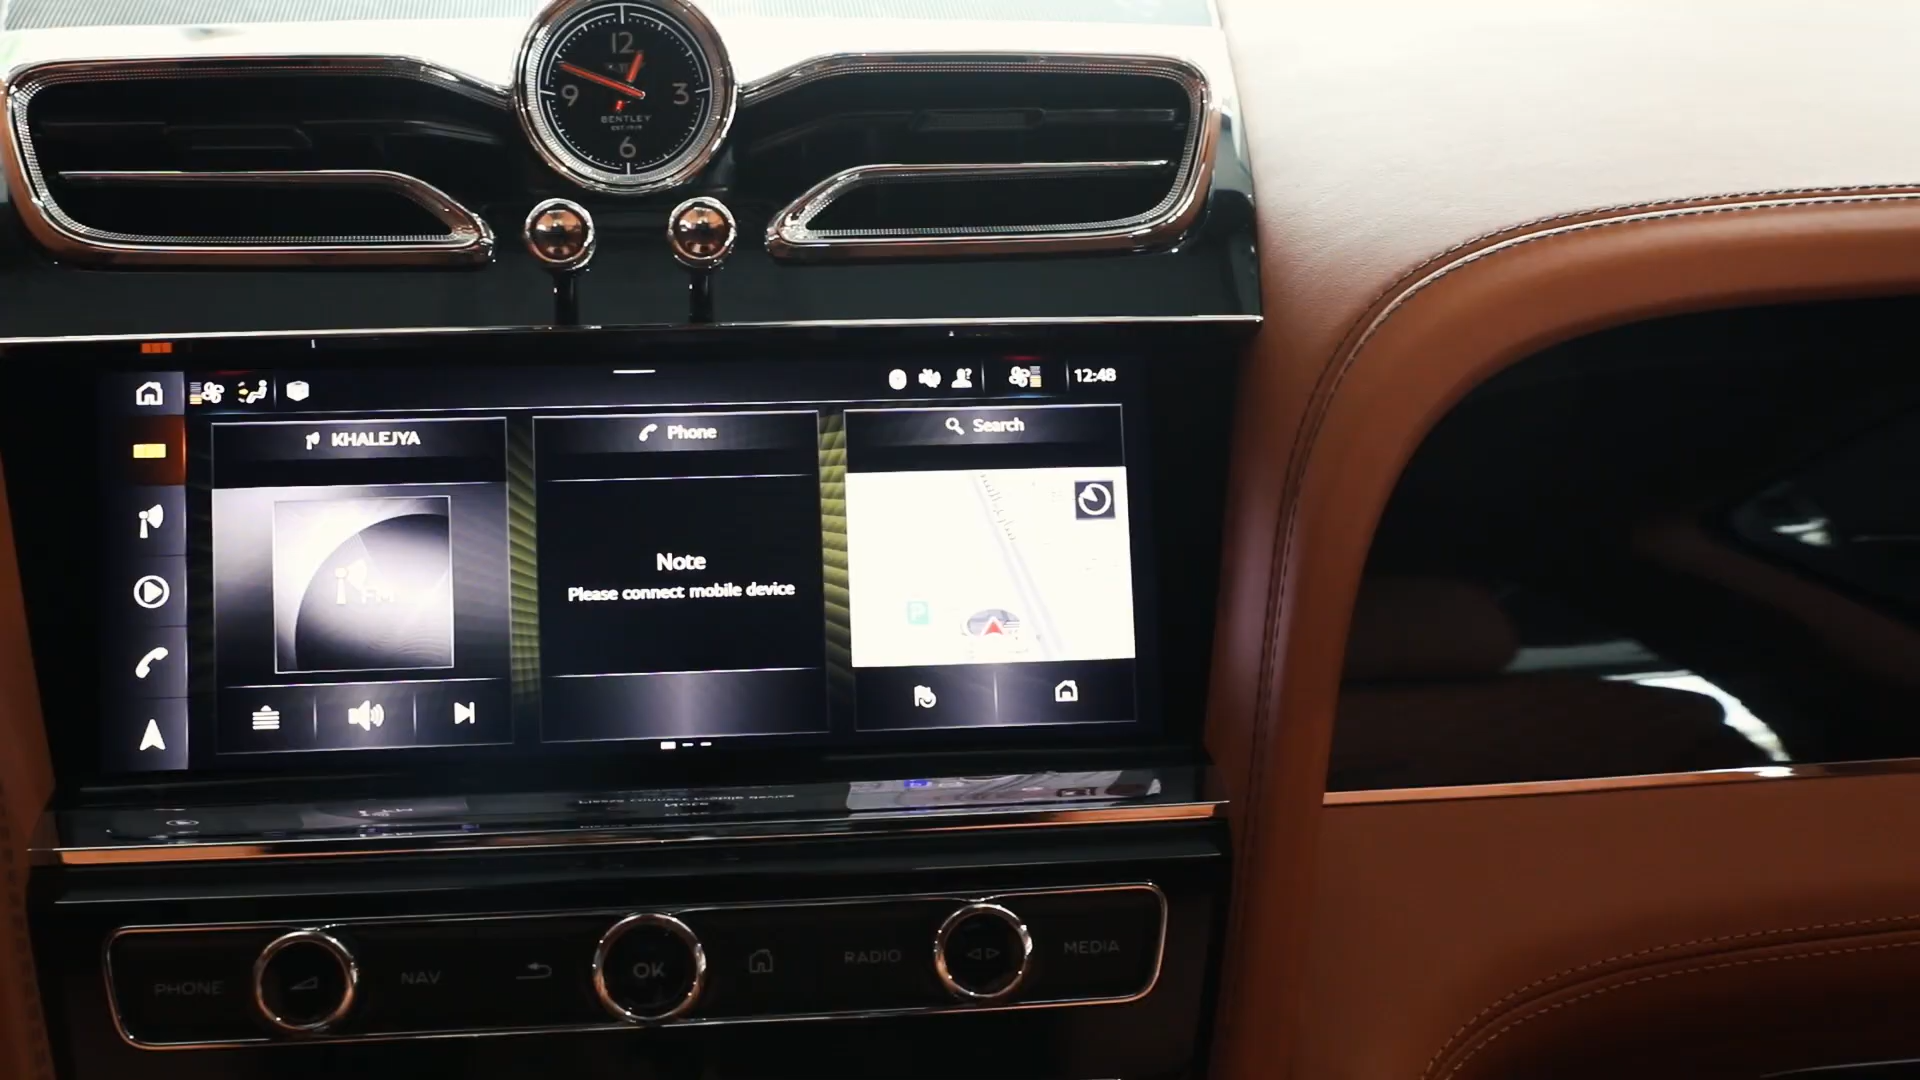 12
9
3
BENTLEY
6
12:48
KHALEJYA
Phone
Search
Note
Please connect mobile device
FM
P
PHONE
NAV
OK
RADIO
MEDIA